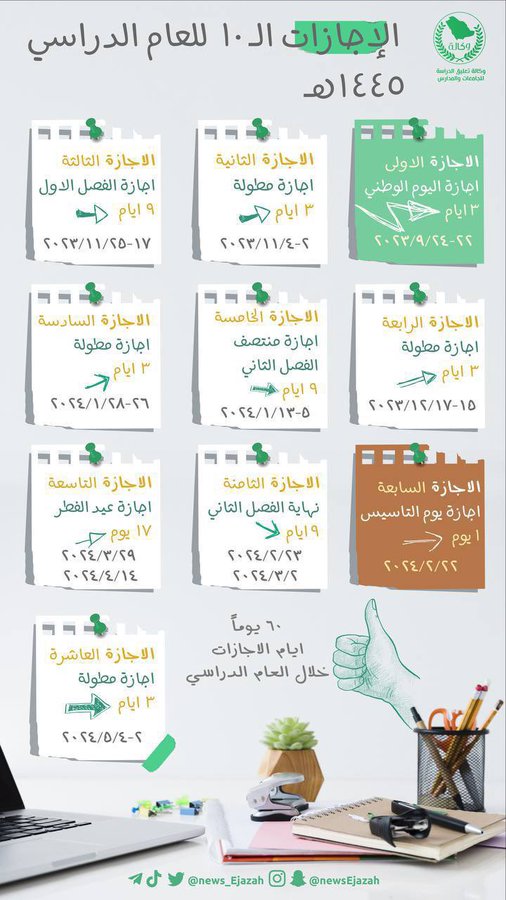 الإجازات الـ ١٠ للعام الدراسي
١٤٤٥هـ
وكالة
وكالة تعليق الدراسة
للجامعات والمدارس
الاجازة الاولى
اجازة اليوم الوطني
٣ ايام
٢٢-٢٠٢٣/٩/٢٤
الاجازة الثانية
اجازة مطولة
٣ ايام
٢-٢٠٢٣/١١/٤
الاجازة الثالثة
اجازة الفصل الاول
٩ ايام
١٧-٢٠٢٣/١١/٢٥
الاجازة الرابعة
اجازة مطولة
٣ ايام
١٥-٢٠٢٣/١٢/١٧
الاجازة الخامسة
اجازة منتصف
الفصل الثاني
٩ ايام
٥-٢٠٢٤/١/١٣
الاجازة السادسة
اجازة مطولة
٣ ايام
٢٦-٢٠٢٤/١/٢٨
الاجازة السابعة
اجازة يوم التاسيس
١ يوم
٢٠٢٤/٢/٢٢
الاجازة الثامنة
نهاية الفصل الثاني
٩ ايام
٢٠٢٤/٢/٢٣
٢٠٢٤/٣/٢
الاجازة التاسعة
اجازة عيد الفطر
١٧ يوم
٢٠٢٤/٣/٢٩
٢٠٢٤/٤/١٤
الاجازة العاشرة
اجازة مطولة
٣ ايام
٢-٢٠٢٤/٥/٤
٦٠ يوماً
ايام الاجازات
خلال العام الدراسي
@news_Ejazah @newsEjazah